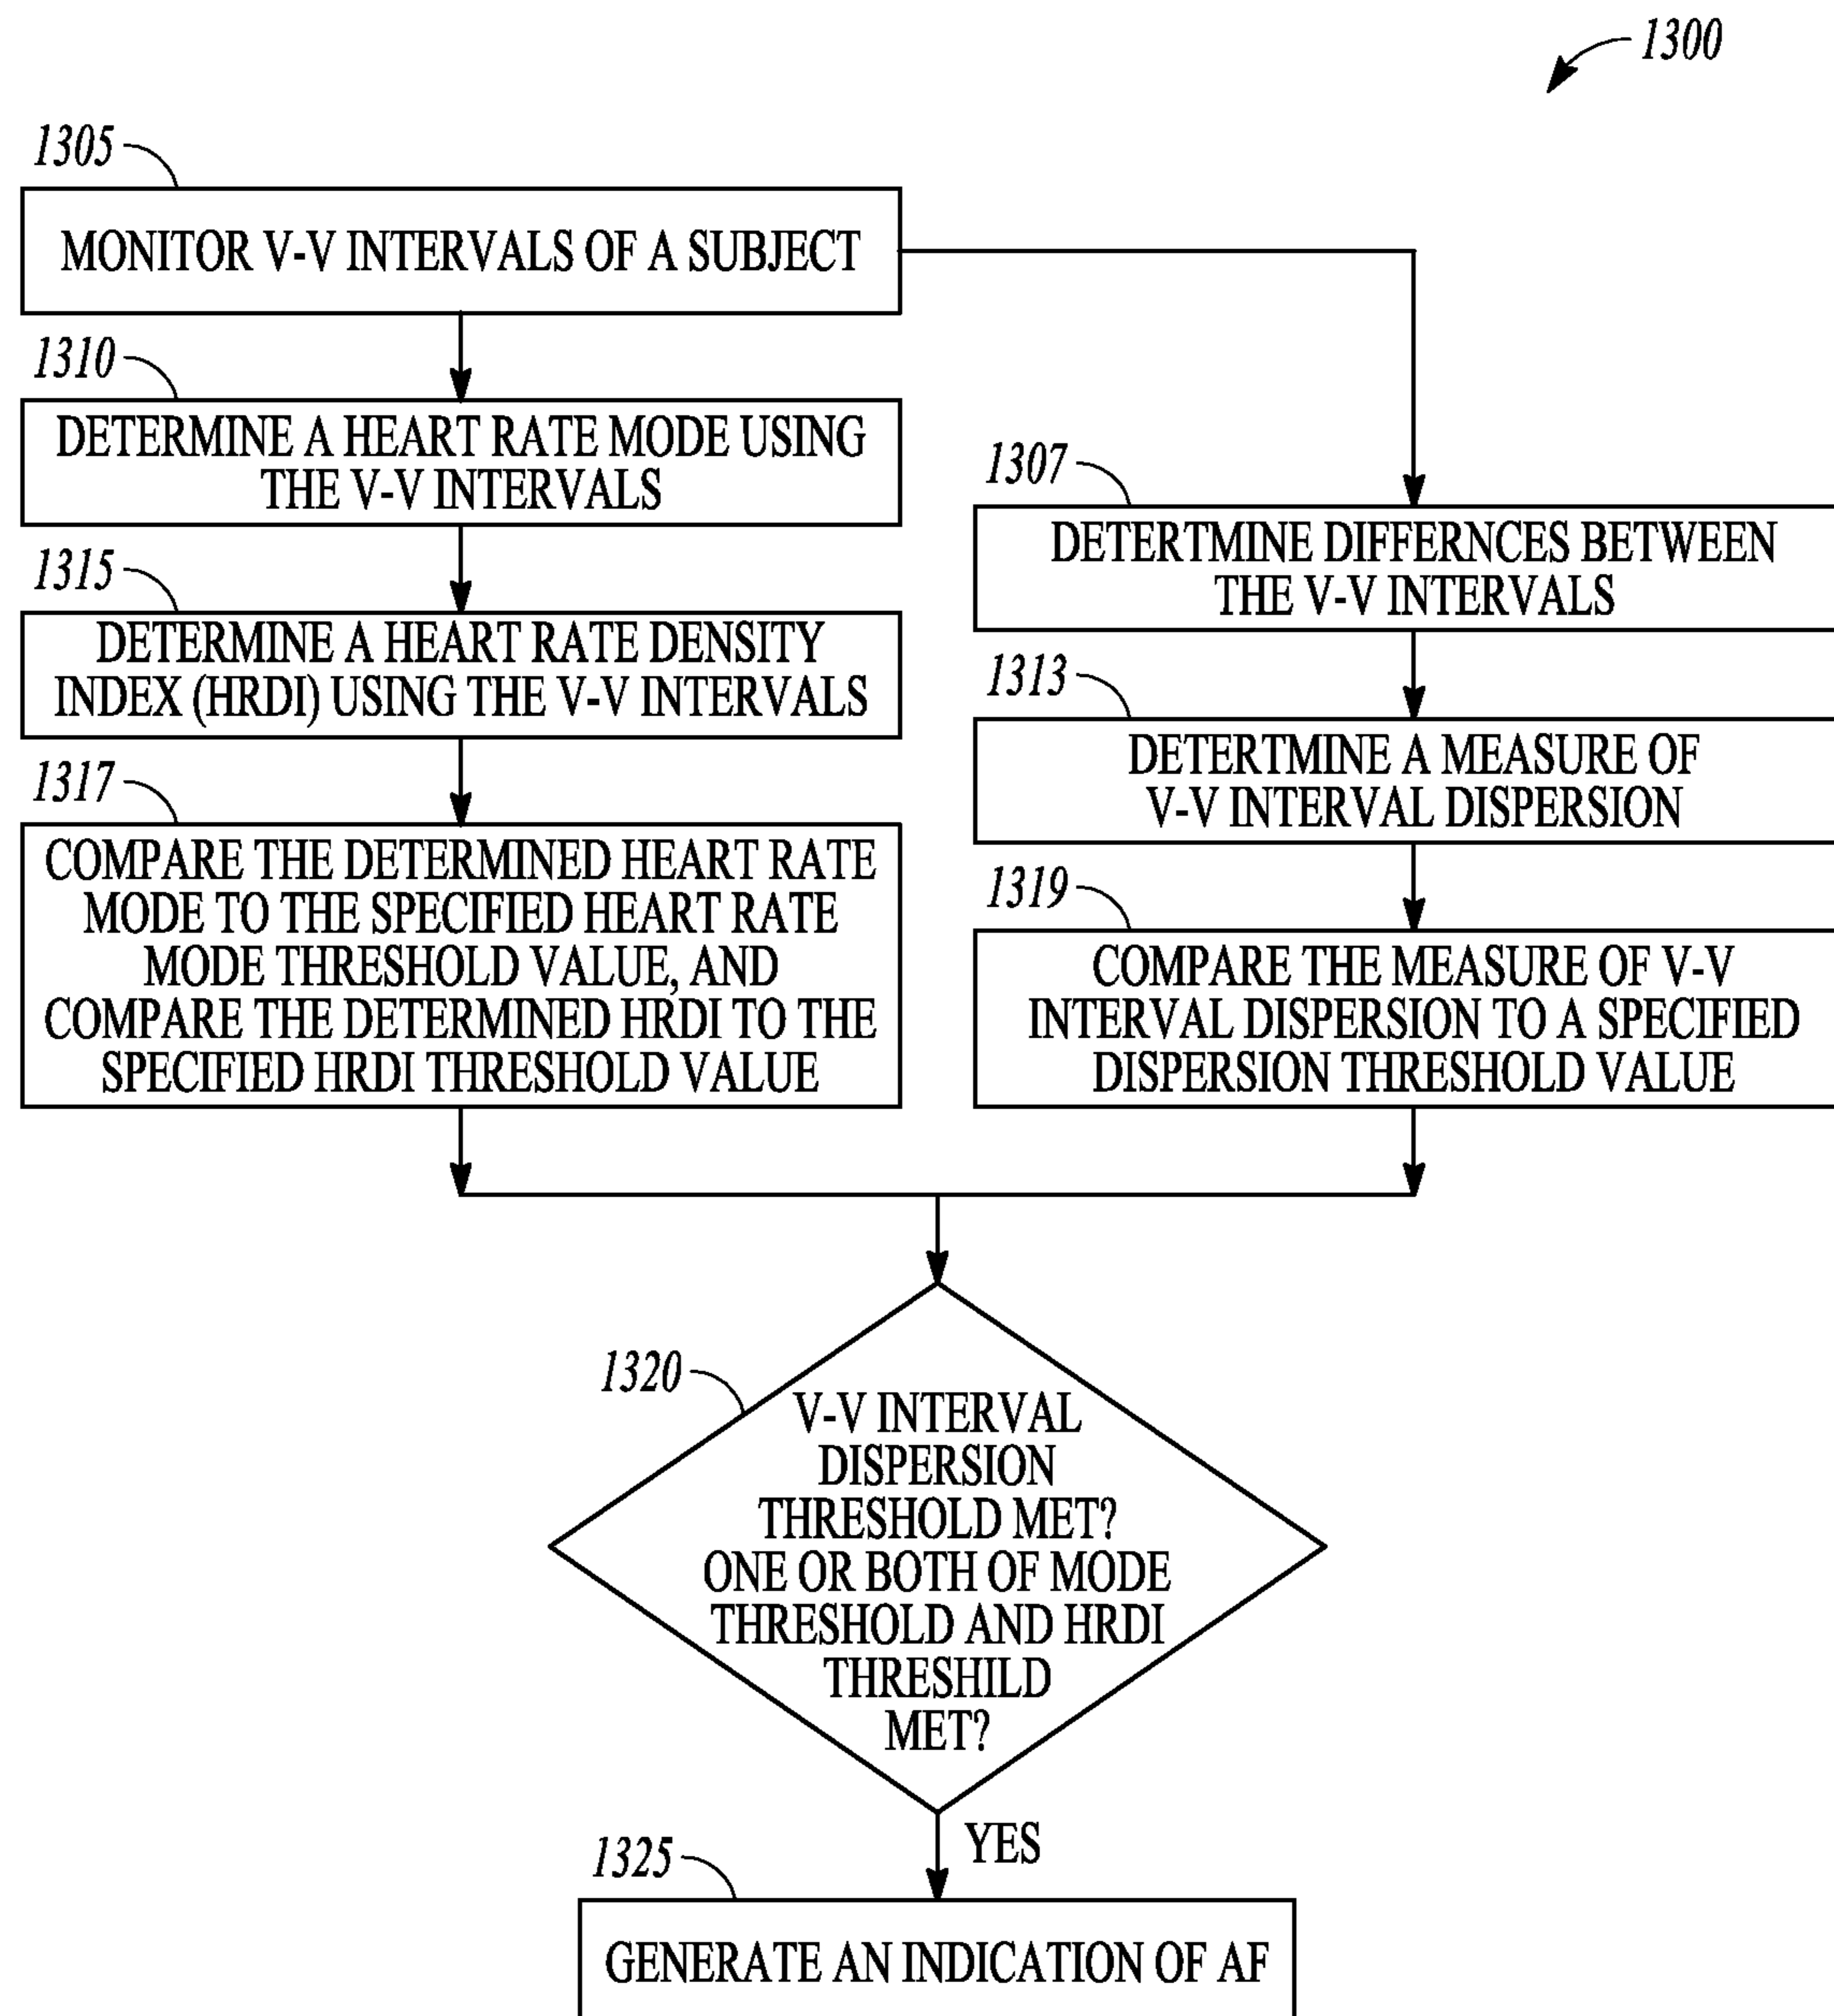 1300
1305
MONITOR V-V INTERVALS OF A SUBJECT
1310
DETERMINE A HEART RATE MODE USING
THE V-V INTERVALS
1315
DETERMINE A HEART RATE DENSITY
INDEX (HRDI) USING THE V-V INTERVALS
1317
COMPARE THE DETERMINED HEART RATE
MODE TO THE SPECIFIED HEART RATE
MODE THRESHOLD VALUE, AND
COMPARE THE DETERMINED HRDI TO THE
SPECIFIED HRDI THRESHOLD VALUE
1307
DETERTMINE DIFFERNCES BETWEEN
THE V-V INTERVALS
1313
DETERTMINE A MEASURE OF
V-V INTERVAL DISPERSION
1319
COMPARE THE MEASURE OF V-V
INTERVAL DISPERSION TO A SPECIFIED
DISPERSION THRESHOLD VALUE
1320
V-V INTERVAL
DISPERSION
THRESHOLD MET?
ONE OR BOTH OF MODE
THRESHOLD AND HRDI
THRESHILD
MET?
YES
1325
GENERATE AN INDICATION OF AF